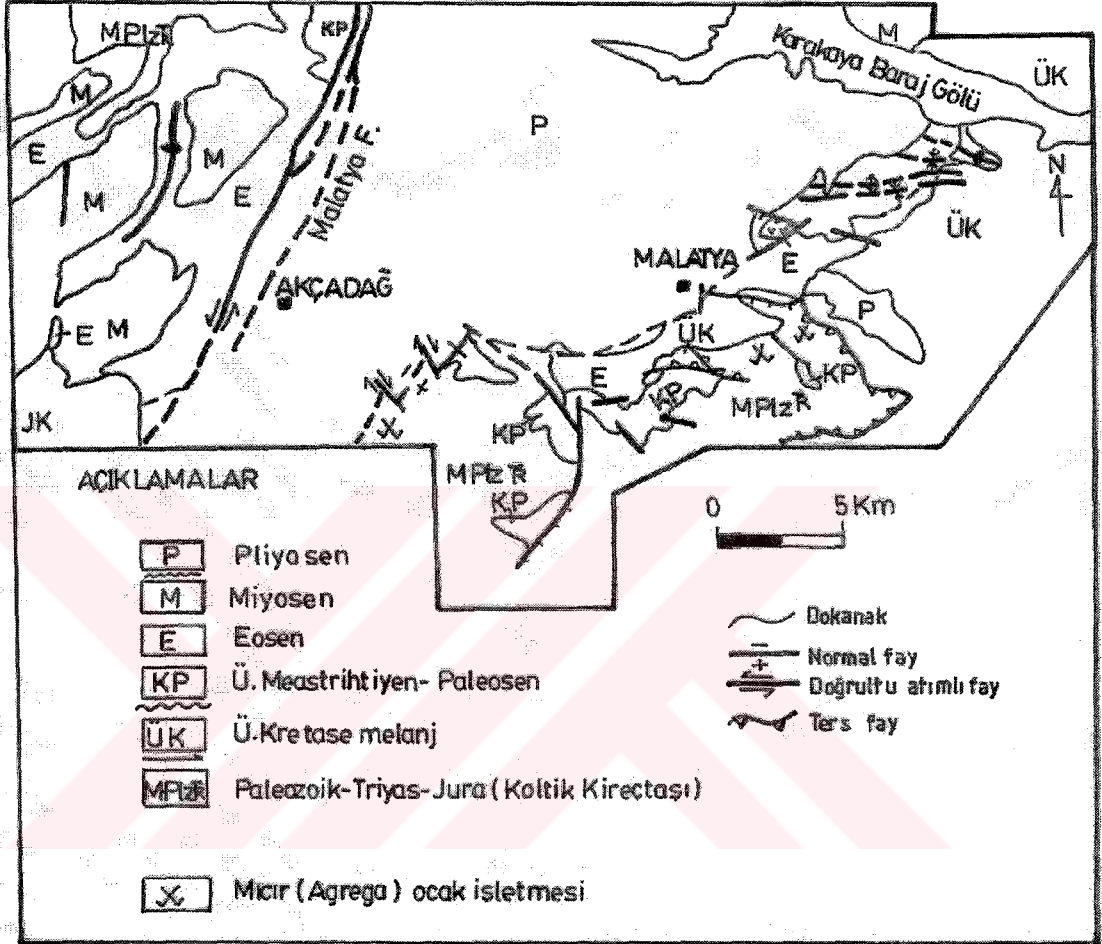 MPlzTR
KP
M
Karakaya Baraj Gölü
ÜK
M
P
E
M
N
M
E
Malatya F.
ÜK
MALATYA
E
AKÇADAĞ
P
E
M
ÜK
E
KP
KP
MPlzTR
JK
KP
AÇIKLAMALAR
MPlzTR
KP
0 5 Km
P Pliyosen
M Miyosen
E Eosen
KP Ü. Meastrihtiyen- Paleosen
ÜK Ü.Kretase melanj
MPlzTR Paleozoik-Triyas-Jura (Koltik Kireçtaşı)
Mıcır (Agrega) ocak işletmesi
Dokanak
Normal fay
Doğrultu atımlı fay
Ters fay